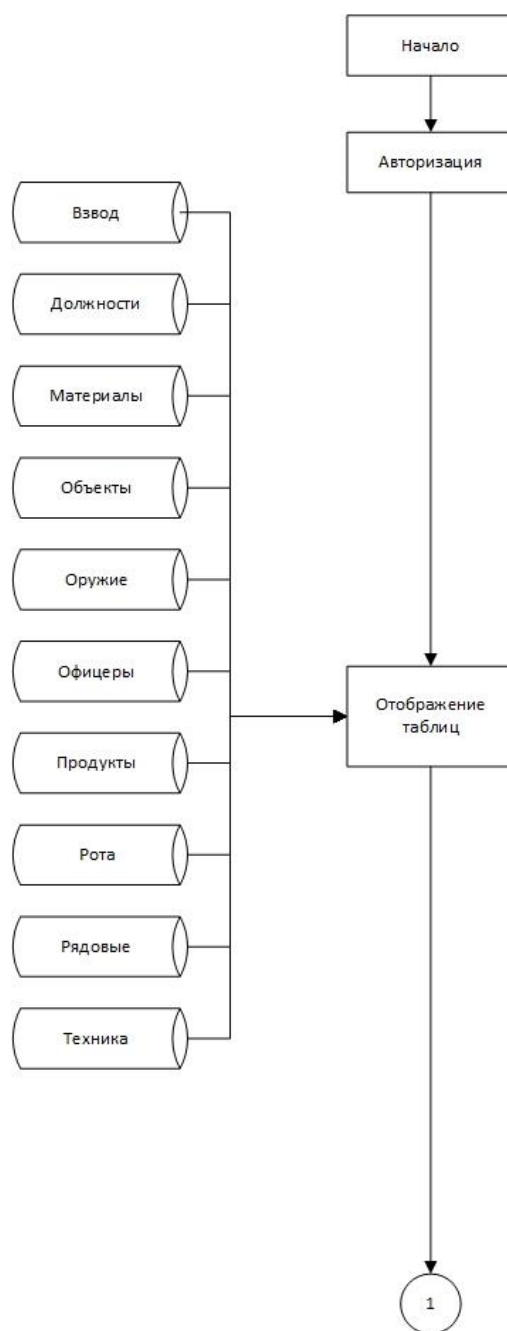 Начало
Авторизация
Взвод
Должности
Материалы
Объекты
Оружие
Офицеры
Отображение
таблиц
Продукты
Рота
Рядовые
Техника
1